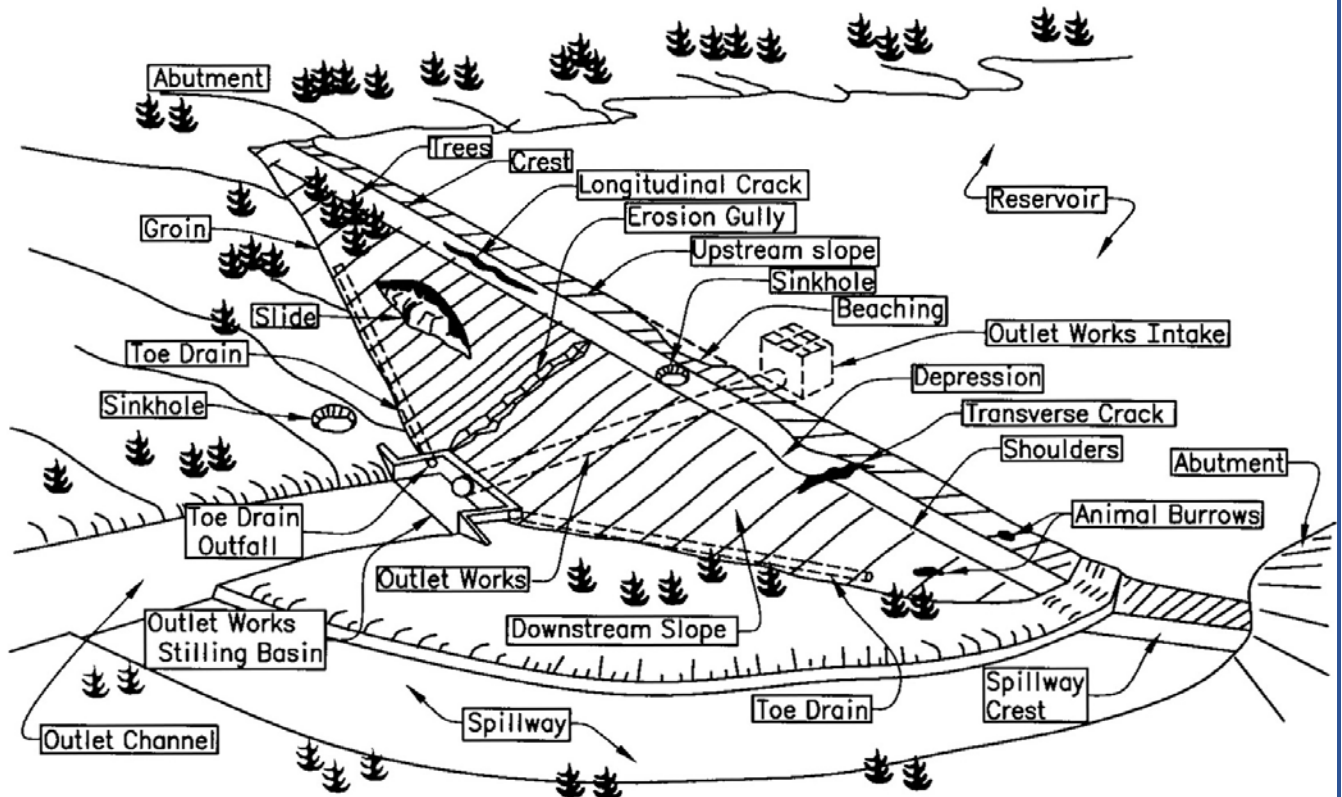 Abutment
Trees
Crest
Longitudinal Crack
Erosion Gully
Groin
Reservoir
Upstream slope
Sinkhole
Beaching
Slide
Outlet Works Intake
Toe Drain
Depression
Sinkhole
Transverse Crack
Shoulders
Abutment
Toe Drain
Outfall
Animal Burrows
Outlet Works
Outlet Works
Stilling Basin
Downstream Slope
Spillway
Crest
Toe Drain
Spillway
Outlet Channel